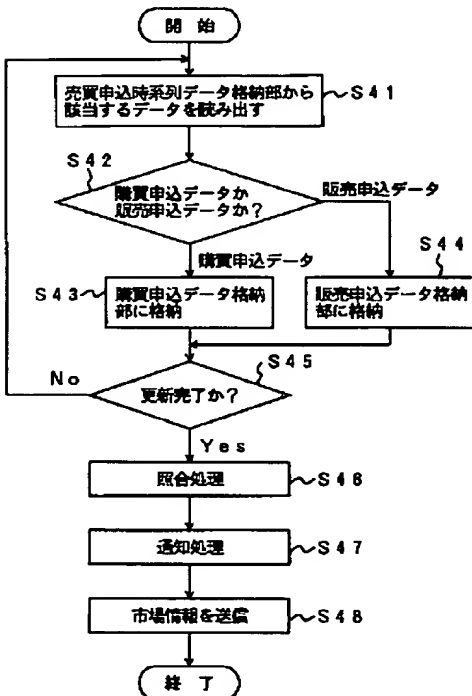 開 始
売買申込時系列データ格納部から
該当するデータを読み出す
S41
S42
購買申込データか
販売申込データか?
販売申込データ
購買申込データ
S43
購買申込データ格納
部に格納
S44
販売申込データ格納
部に格納
S45
更新完了か?
No
Yes
照合処理
S46
通知処理
S47
市場情報を送信
S48
終 了